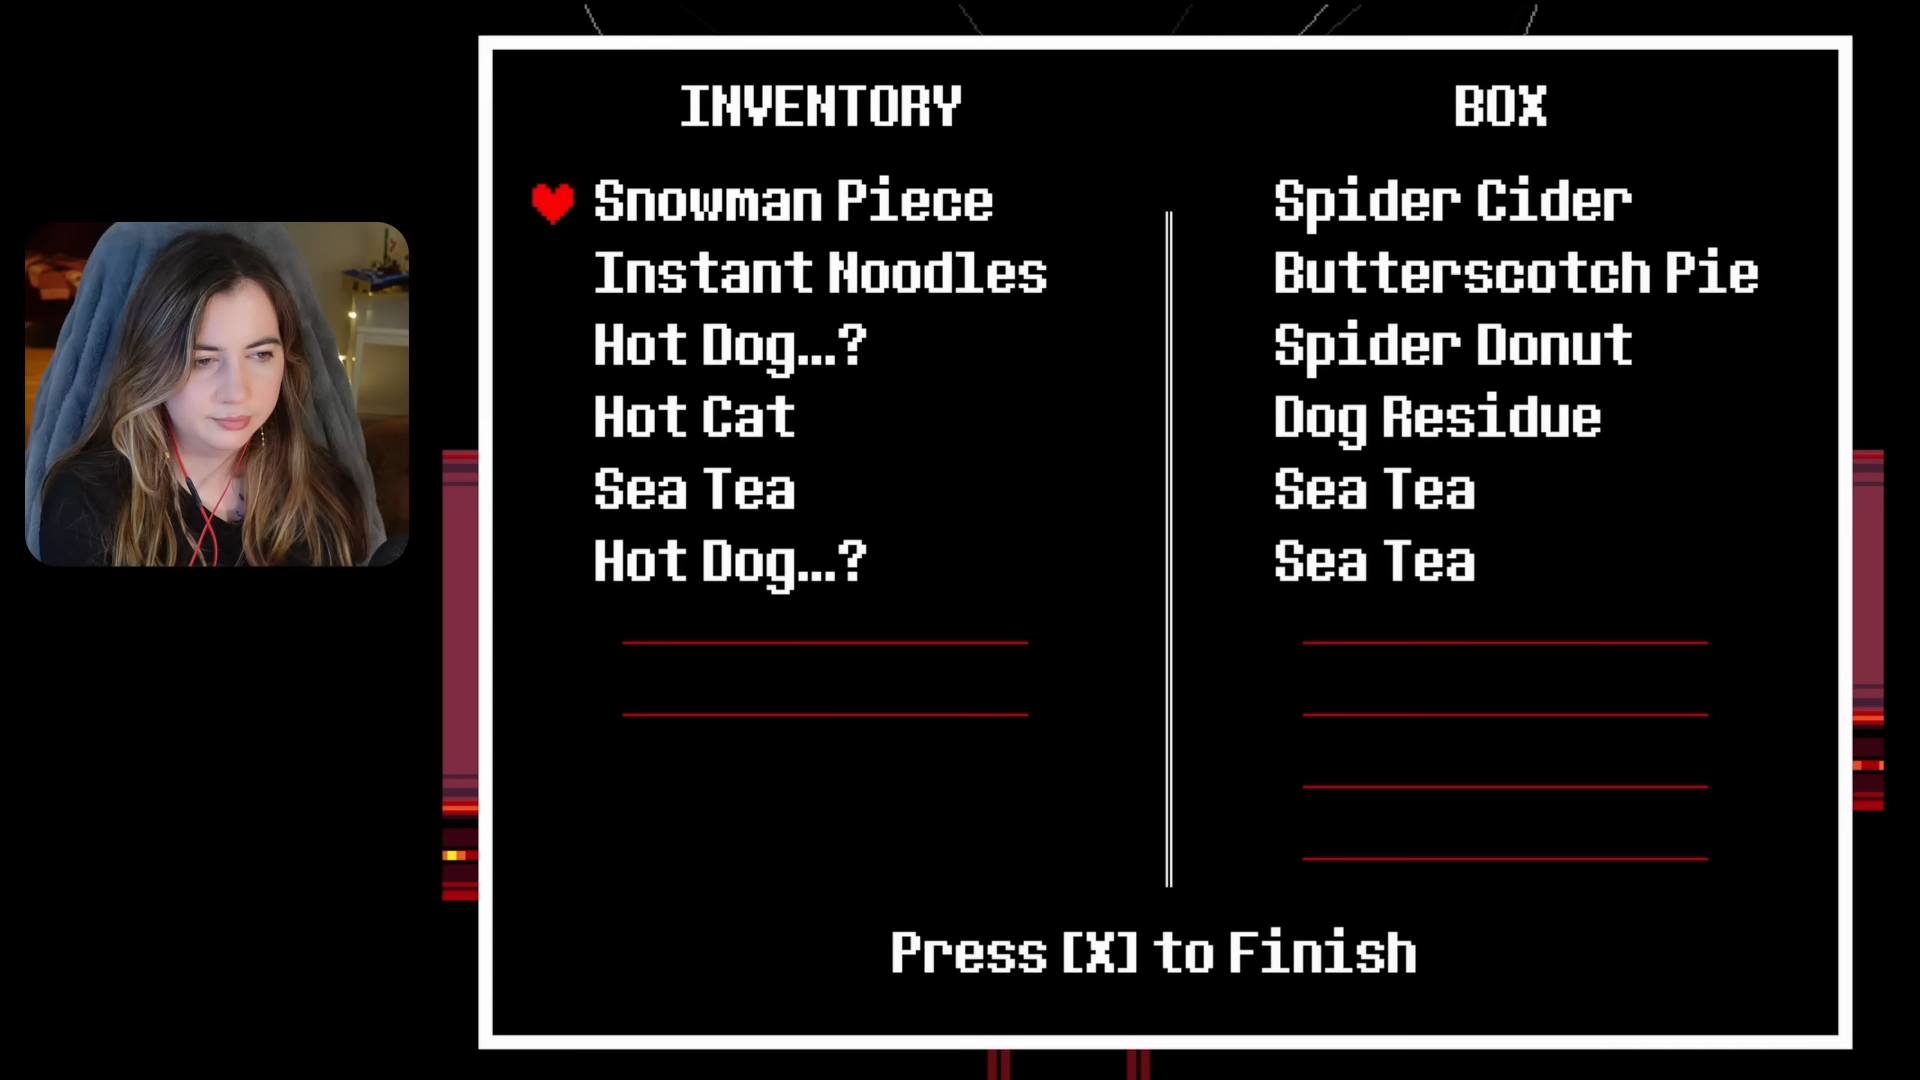 INVENTORY
Snowman Piece
Instant Noodles
Hot Dog...?
Hot Cat
Sea Tea
Hot Dog...?
BOX
Spider Cider
Butterscotch Pie
Spider Donut
Dog Residue
Sea Tea
Sea Tea
Press [X] to Finish